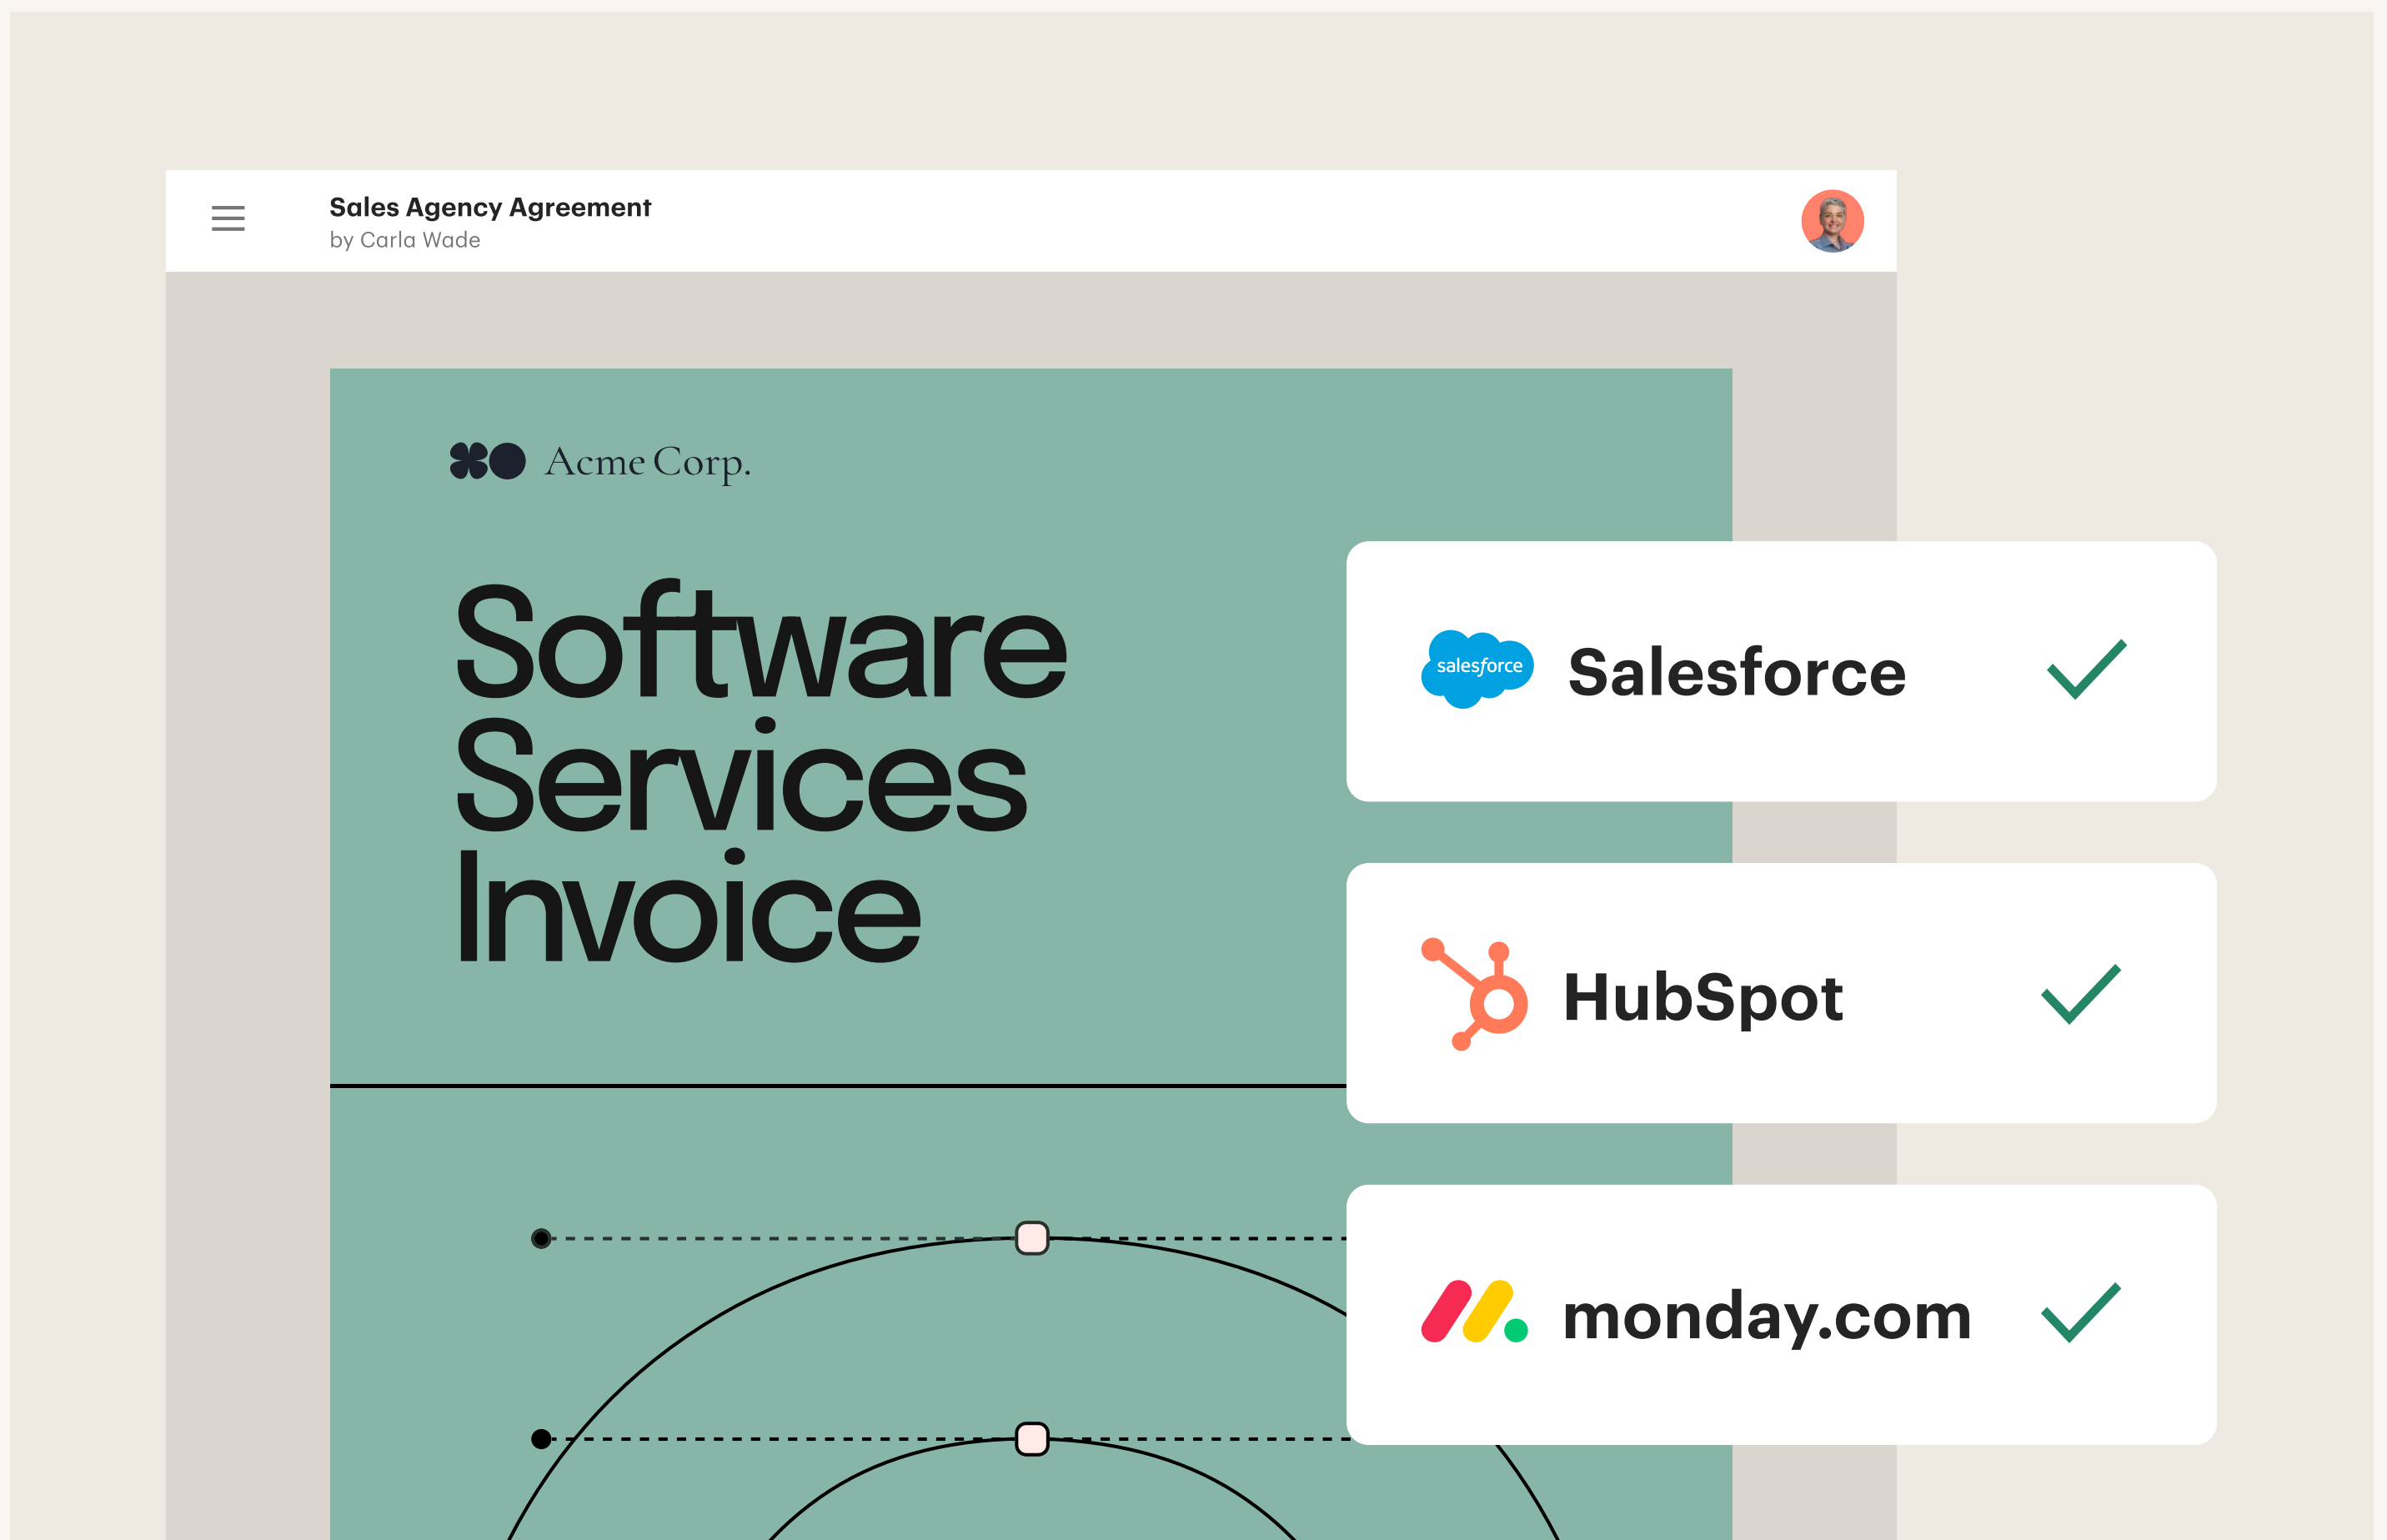 Sales Agency Agreement
by Carla Wade
Acme Corp.
Software
Services
Invoice
salesforce
Salesforce
HubSpot
monday.com